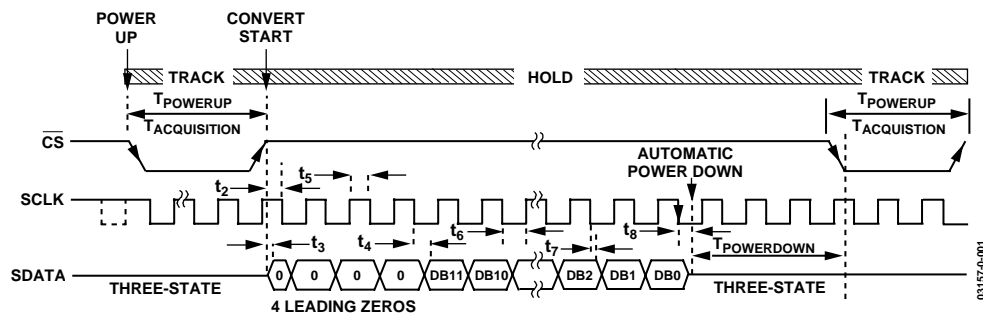 POWER UP
CONVERT START
TRACK
HOLD
TRACK
TPOWERUP
TACQUISITION
TPOWERUP
TACQUISITION
CS
AUTOMATIC POWER DOWN
t2
t5
SCLK
t3
t4
t6
t7
t8
TPOWERDOWN
SDATA
THREE-STATE
0
0
0
0
DB11
DB10
DB2
DB1
DB0
THREE-STATE
4 LEADING ZEROS
03157-0-001